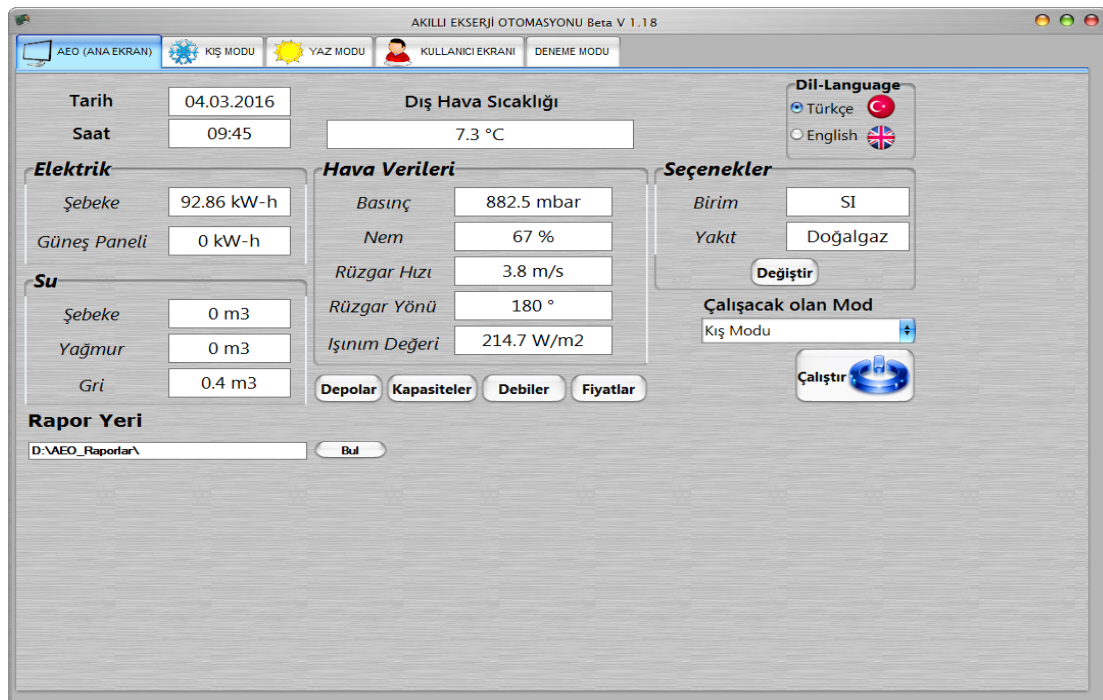 AKILLI EKSERJİ OTOMASYONU Beta V 1.18
AEO (ANA EKRAN)
KIŞ MODU
YAZ MODU
KULLANICI EKRANI
DENEME MODU
Tarih
04.03.2016
Saat
09:45
Dış Hava Sıcaklığı
7.3 °C
Dil-Language
Türkçe
English
Elektrik
Şebeke
92.86 kW-h
Güneş Paneli
0 kW-h
Su
Şebeke
0 m3
Yağmur
0 m3
Gri
0.4 m3
Hava Verileri
Basınç
882.5 mbar
Nem
67 %
Rüzgar Hızı
3.8 m/s
Rüzgar Yönü
180 °
Işınım Değeri
214.7 W/m2
Depolar
Kapasiteler
Debiler
Fiyatlar
Seçenekler
Birim
SI
Yakıt
Doğalgaz
Değiştir
Çalışacak olan Mod
Kış Modu
Çalıştır
Rapor Yeri
D:\AEO_Raporlar\
Bul